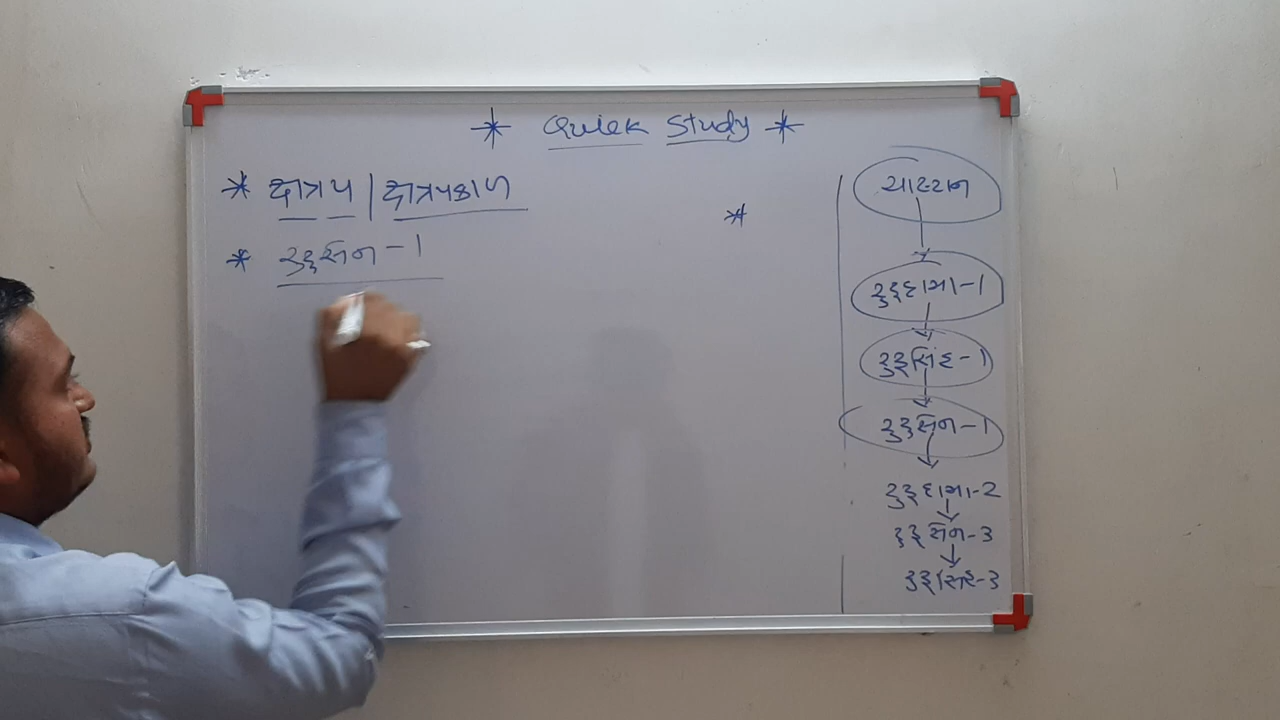 * Quick Study *
* ક્ષત્રપ | ક્ષત્રપકાળ
*
* રુદ્રસેન-1
ચાષ્ટન
રુદ્રદામા-1
રુદ્રસિંહ-1
રુદ્રસેન-1
રુદ્રદામા-2
રુદ્રસેન-3
રુદ્રસિંહ-3